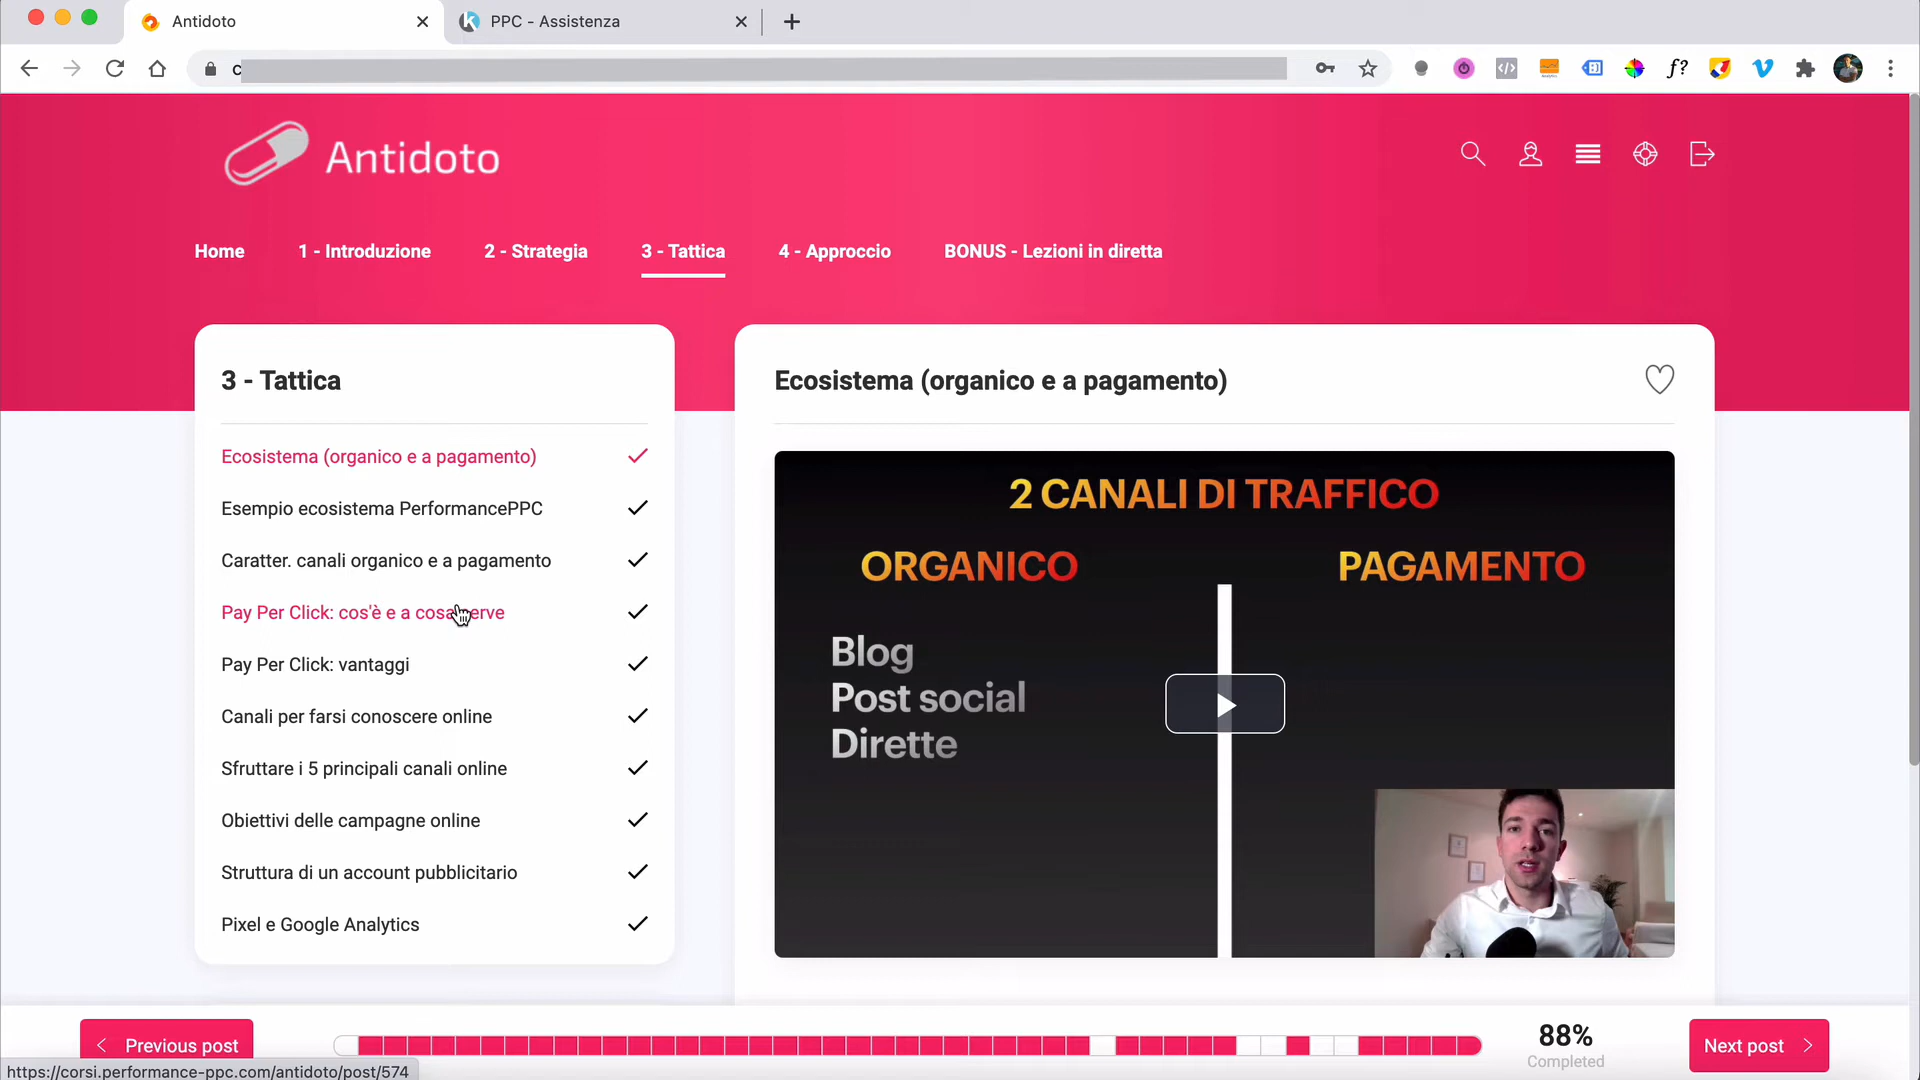 Antidoto
PPC - Assistenza
c
Antidoto
Home
1 - Introduzione
2 - Strategia
3 - Tattica
4 - Approccio
BONUS - Lezioni in diretta
3 - Tattica
Ecosistema (organico e a pagamento)
Esempio ecosistema PerformancePPC
Caratter. canali organico e a pagamento
Pay Per Click: cos'è e a cosa serve
Pay Per Click: vantaggi
Canali per farsi conoscere online
Sfruttare i 5 principali canali online
Obiettivi delle campagne online
Struttura di un account pubblicitario
Pixel e Google Analytics
Ecosistema (organico e a pagamento)
2 CANALI DI TRAFFICO
ORGANICO
PAGAMENTO
Blog
Post social
Dirette
Previous post
88%
Completed
Next post
https://corsi.performance-ppc.com/antidoto/post/574